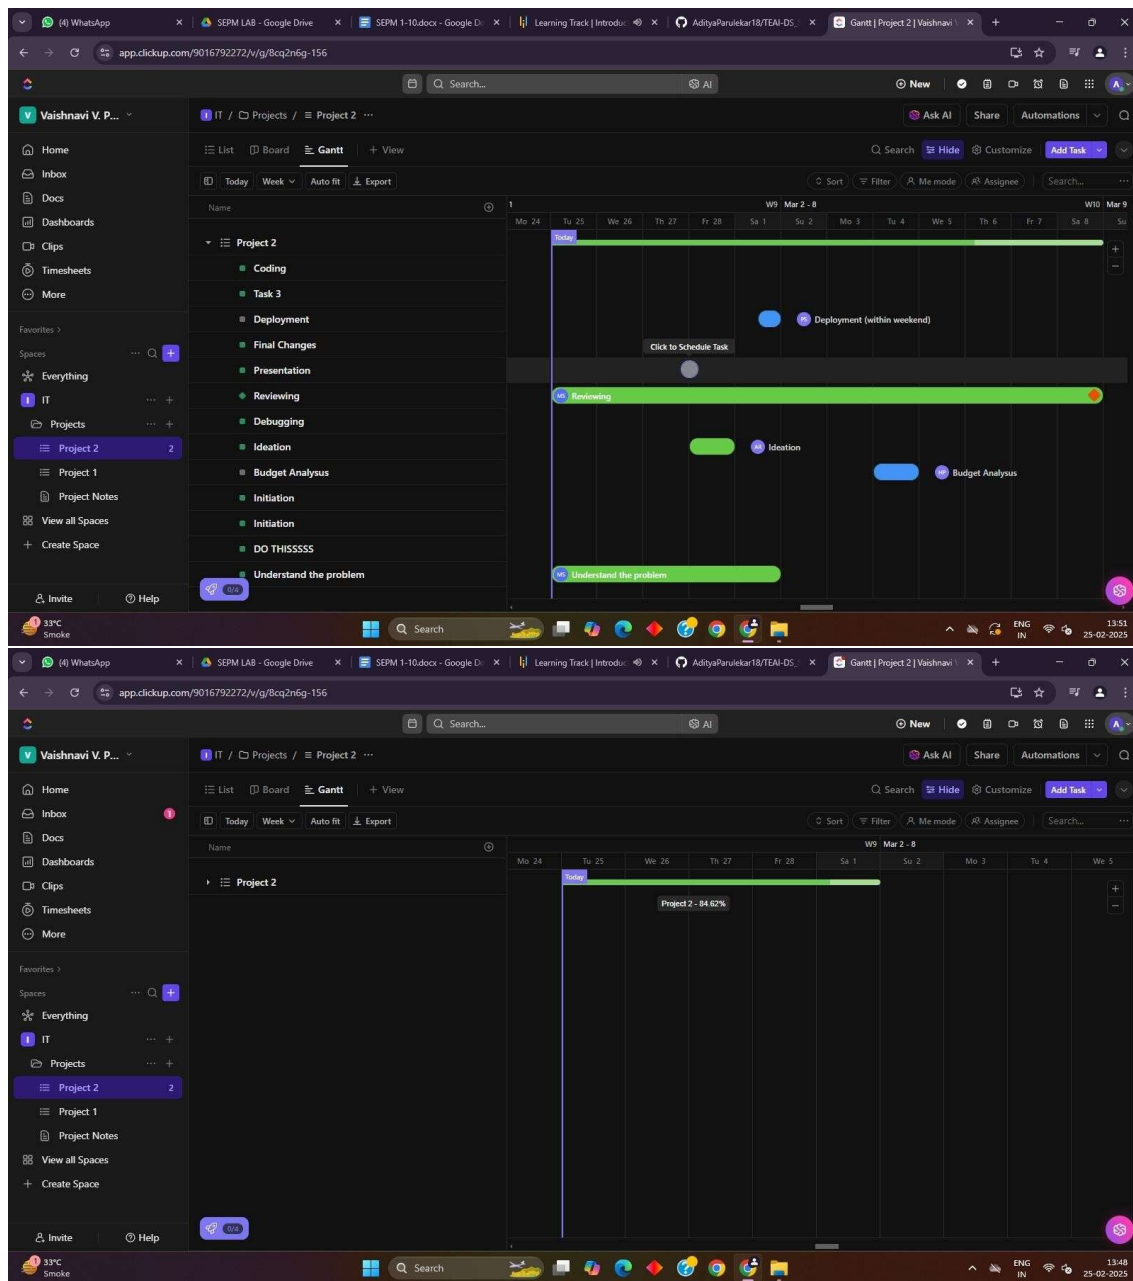 (4) WhatsApp
SEPM LAB - Google Drive
SEPM 1-10.docx - Google Do
Learning Track | Introduc
AdityaParulekar18/TEAI-DS_S
Gantt | Project 2 | Vaishnavi V
app.clickup.com/9016792272/v/g/8cq2n6g-156
Search...
AI
New
A
V Vaishnavi V. P...
I IT / Projects / Project 2 ...
Ask AI
Share
Automations
Home
List
Board
Gantt
+ View
Search
Hide
Customize
Add Task
Inbox
Today
Week
Auto fit
Export
Sort
Filter
Me mode
Assignee
Search...
Docs
Name
1
W9 Mar 2 - 8
W10 Mar 9
Dashboards
Mo 24
Tu 25
We 26
Th 27
Fr 28
Sa 1
Su 2
Mo 3
Tu 4
We 5
Th 6
Fr 7
Sa 8
Su
Clips
Project 2
Today
Timesheets
Coding
More
Task 3
Deployment
PS Deployment (within weekend)
Favorites >
Final Changes
Click to Schedule Task
Spaces
Presentation
Everything
Reviewing
MS Reviewing
I IT
Projects
Debugging
Project 2 2
Ideation
AR Ideation
Project 1
Budget Analysus
HP Budget Analysus
Project Notes
Initiation
View all Spaces
Initiation
Create Space
DO THISSSSS
Understand the problem
MS Understand the problem
0/4
Invite
Help
1
33°C
Smoke
Search
ENG
IN
13:51
25-02-2025
(4) WhatsApp
SEPM LAB - Google Drive
SEPM 1-10.docx - Google Do
Learning Track | Introduc
AdityaParulekar18/TEAI-DS_S
Gantt | Project 2 | Vaishnavi V
app.clickup.com/9016792272/v/g/8cq2n6g-156
Search...
AI
New
A
V Vaishnavi V. P...
I IT / Projects / Project 2 ...
Ask AI
Share
Automations
Home
List
Board
Gantt
+ View
Search
Hide
Customize
Add Task
Inbox 1
Today
Week
Auto fit
Export
Sort
Filter
Me mode
Assignee
Search...
Docs
Name
W9 Mar 2 - 8
Dashboards
Mo 24
Tu 25
We 26
Th 27
Fr 28
Sa 1
Su 2
Mo 3
Tu 4
We 5
Clips
Project 2
Today
Timesheets
Project 2 - 84.62%
More
Favorites >
Spaces
Everything
I IT
Projects
Project 2 2
Project 1
Project Notes
View all Spaces
Create Space
0/4
Invite
Help
1
33°C
Smoke
Search
ENG
IN
13:48
25-02-2025